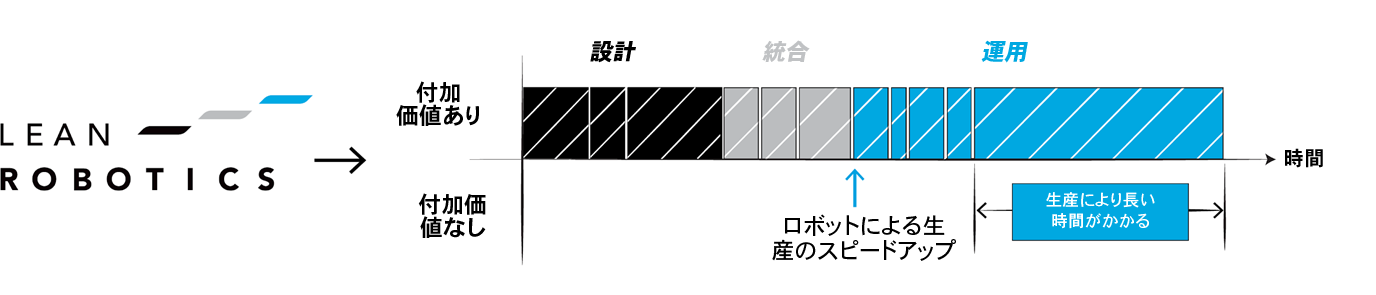 設計
統合
運用
LEAN
ROBOTICS
付加
価値あり
時間
付加価
値なし
ロボットによる生
産のスピードアップ
生産により長い
時間がかかる